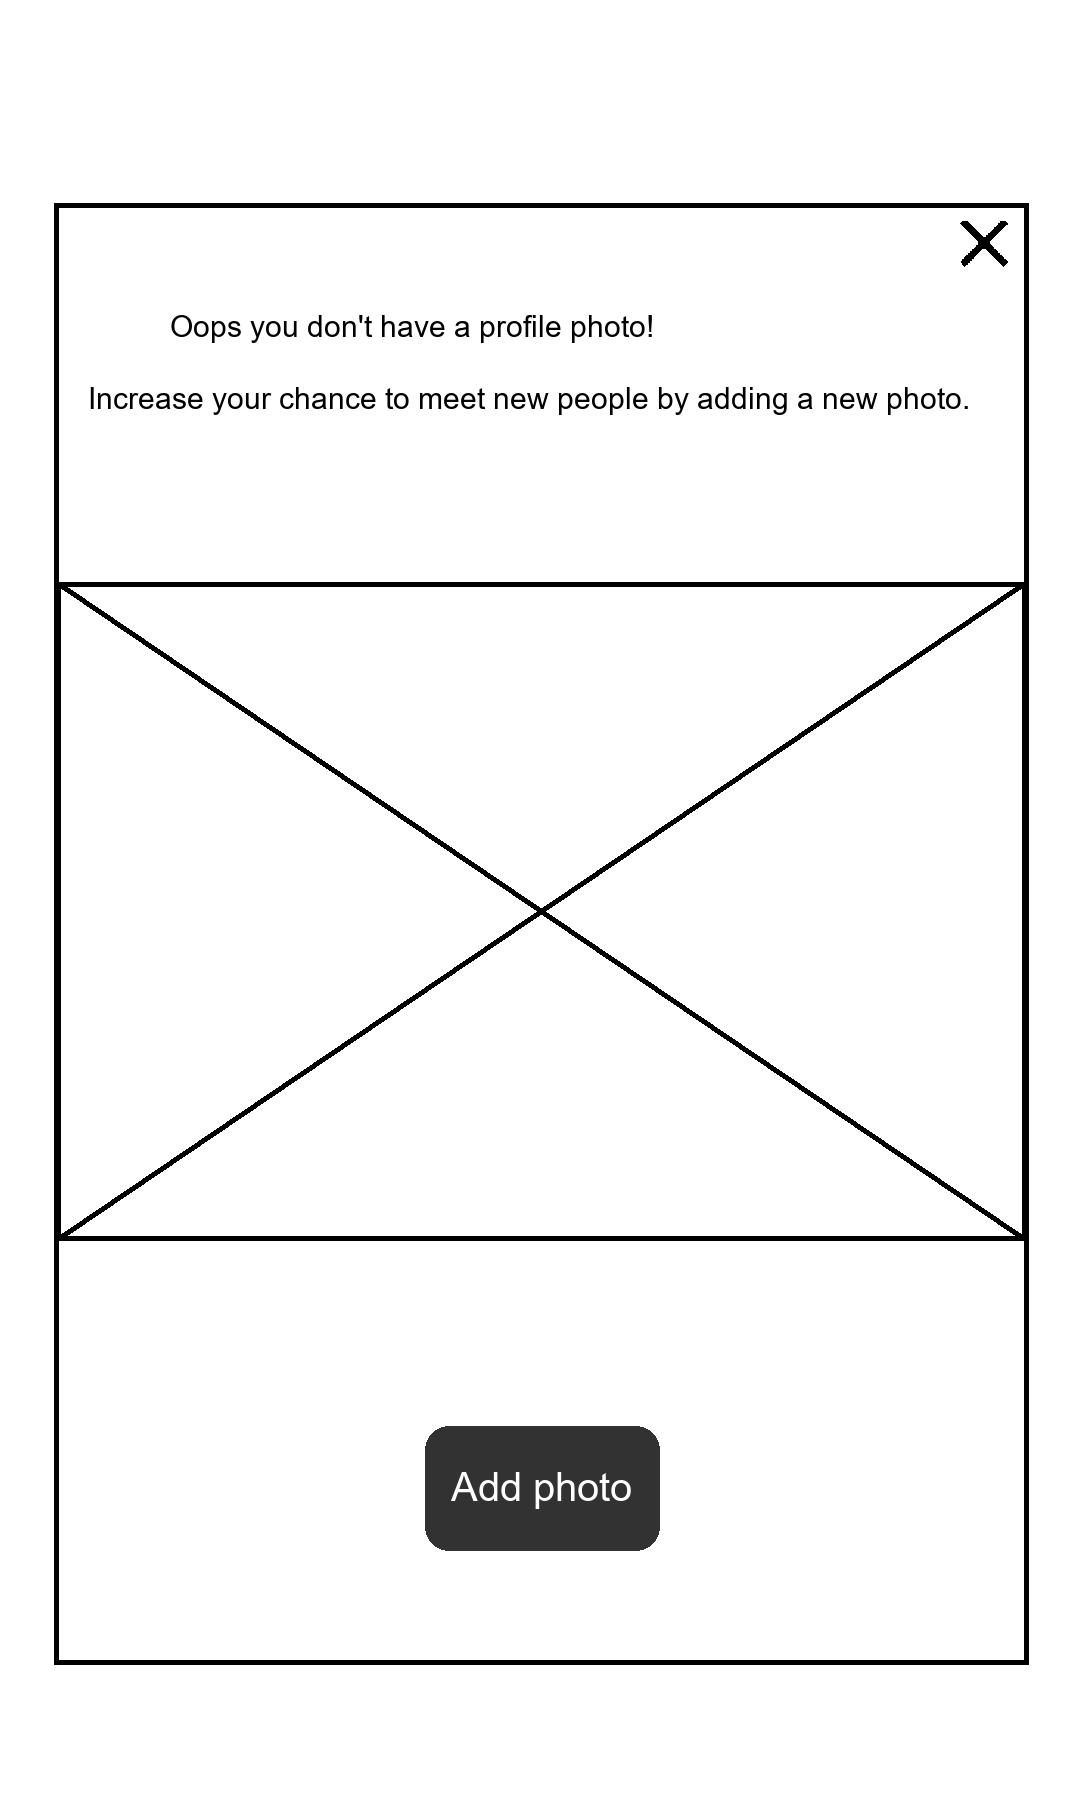 Oops you don't have a profile photo!
Increase your chance to meet new people by adding a new photo.
Add photo